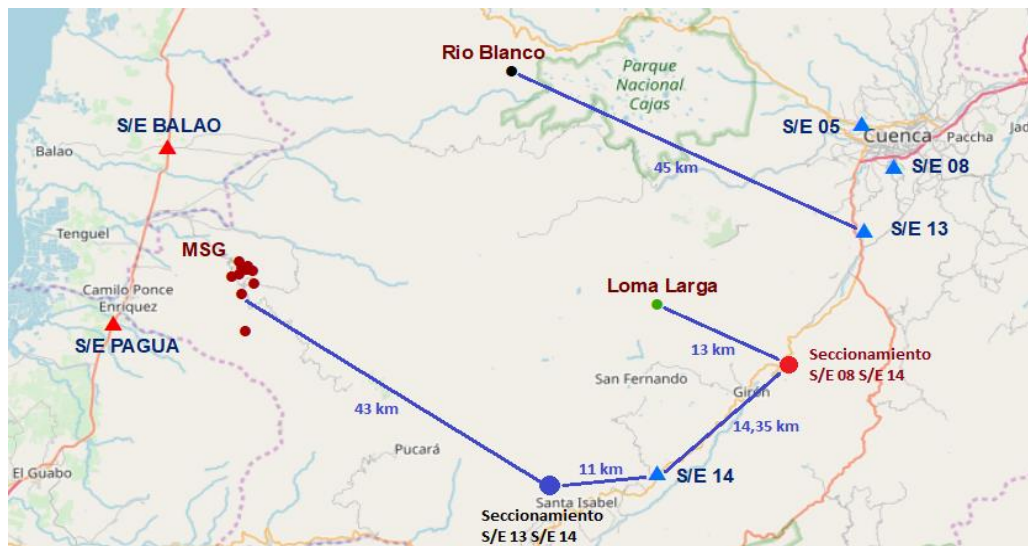 Rio Blanco
Parque
Nacional
Cajas
S/E 05
Cuenca
Paccha
Jad
S/E BALAO
Balao
S/E 08
45 km
S/E 13
Tenguel
MSG
Camilo Ponce
Enriquez
Loma Larga
S/E PAGUA
13 km
Seccionamiento
S/E 08 S/E 14
San Fernando
Girón
43 km
14,35 km
Pucará
El Guabo
11 km
S/E 14
Santa Isabel
Seccionamiento
S/E 13 S/E 14